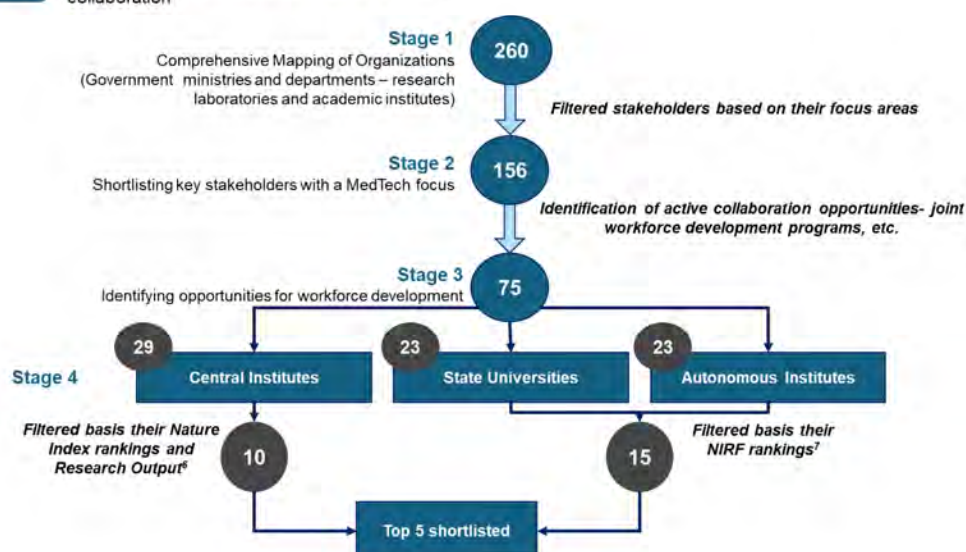 collaboration
Stage 1
260
Comprehensive Mapping of Organizations
(Government ministries and departments – research
laboratories and academic institutes)
Filtered stakeholders based on their focus areas
Stage 2
156
Shortlisting key stakeholders with a MedTech focus
Identification of active collaboration opportunities- joint
workforce development programs, etc.
Stage 3
75
Identifying opportunities for workforce development
29
23
23
Stage 4
Central Institutes
State Universities
Autonomous Institutes
Filtered basis their Nature
Index rankings and
Research Output⁶
10
15
Filtered basis their
NIRF rankings⁷
Top 5 shortlisted